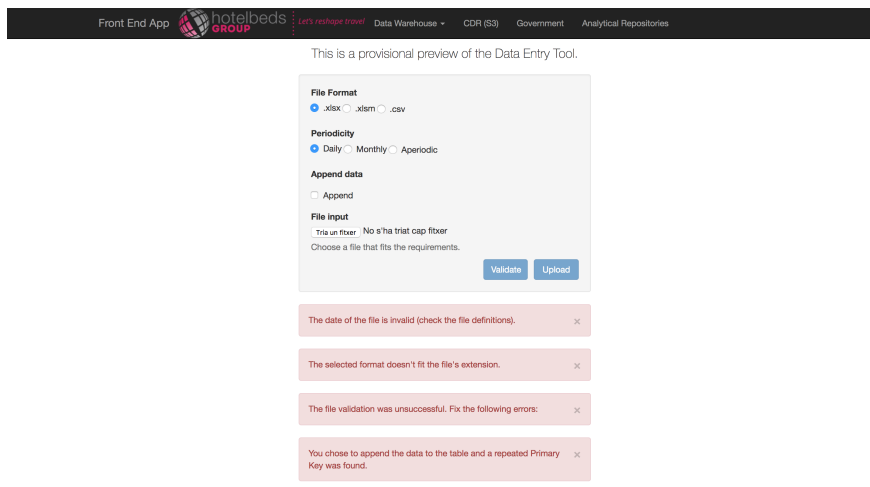 Front End App hotelbeds GROUP Let's reshape travel Data Warehouse CDR (S3) Government Analytical Repositories
This is a provisional preview of the Data Entry Tool.
File Format
.xlsx .xlsm .csv
Periodicity
Daily Monthly Aperiodic
Append data
Append
File input
Tria un fitxer No s'ha triat cap fitxer
Choose a file that fits the requirements.
Validate Upload
The date of the file is invalid (check the file definitions). ×
The selected format doesn't fit the file's extension. ×
The file validation was unsuccessful. Fix the following errors: ×
You chose to append the data to the table and a repeated Primary ×
Key was found.